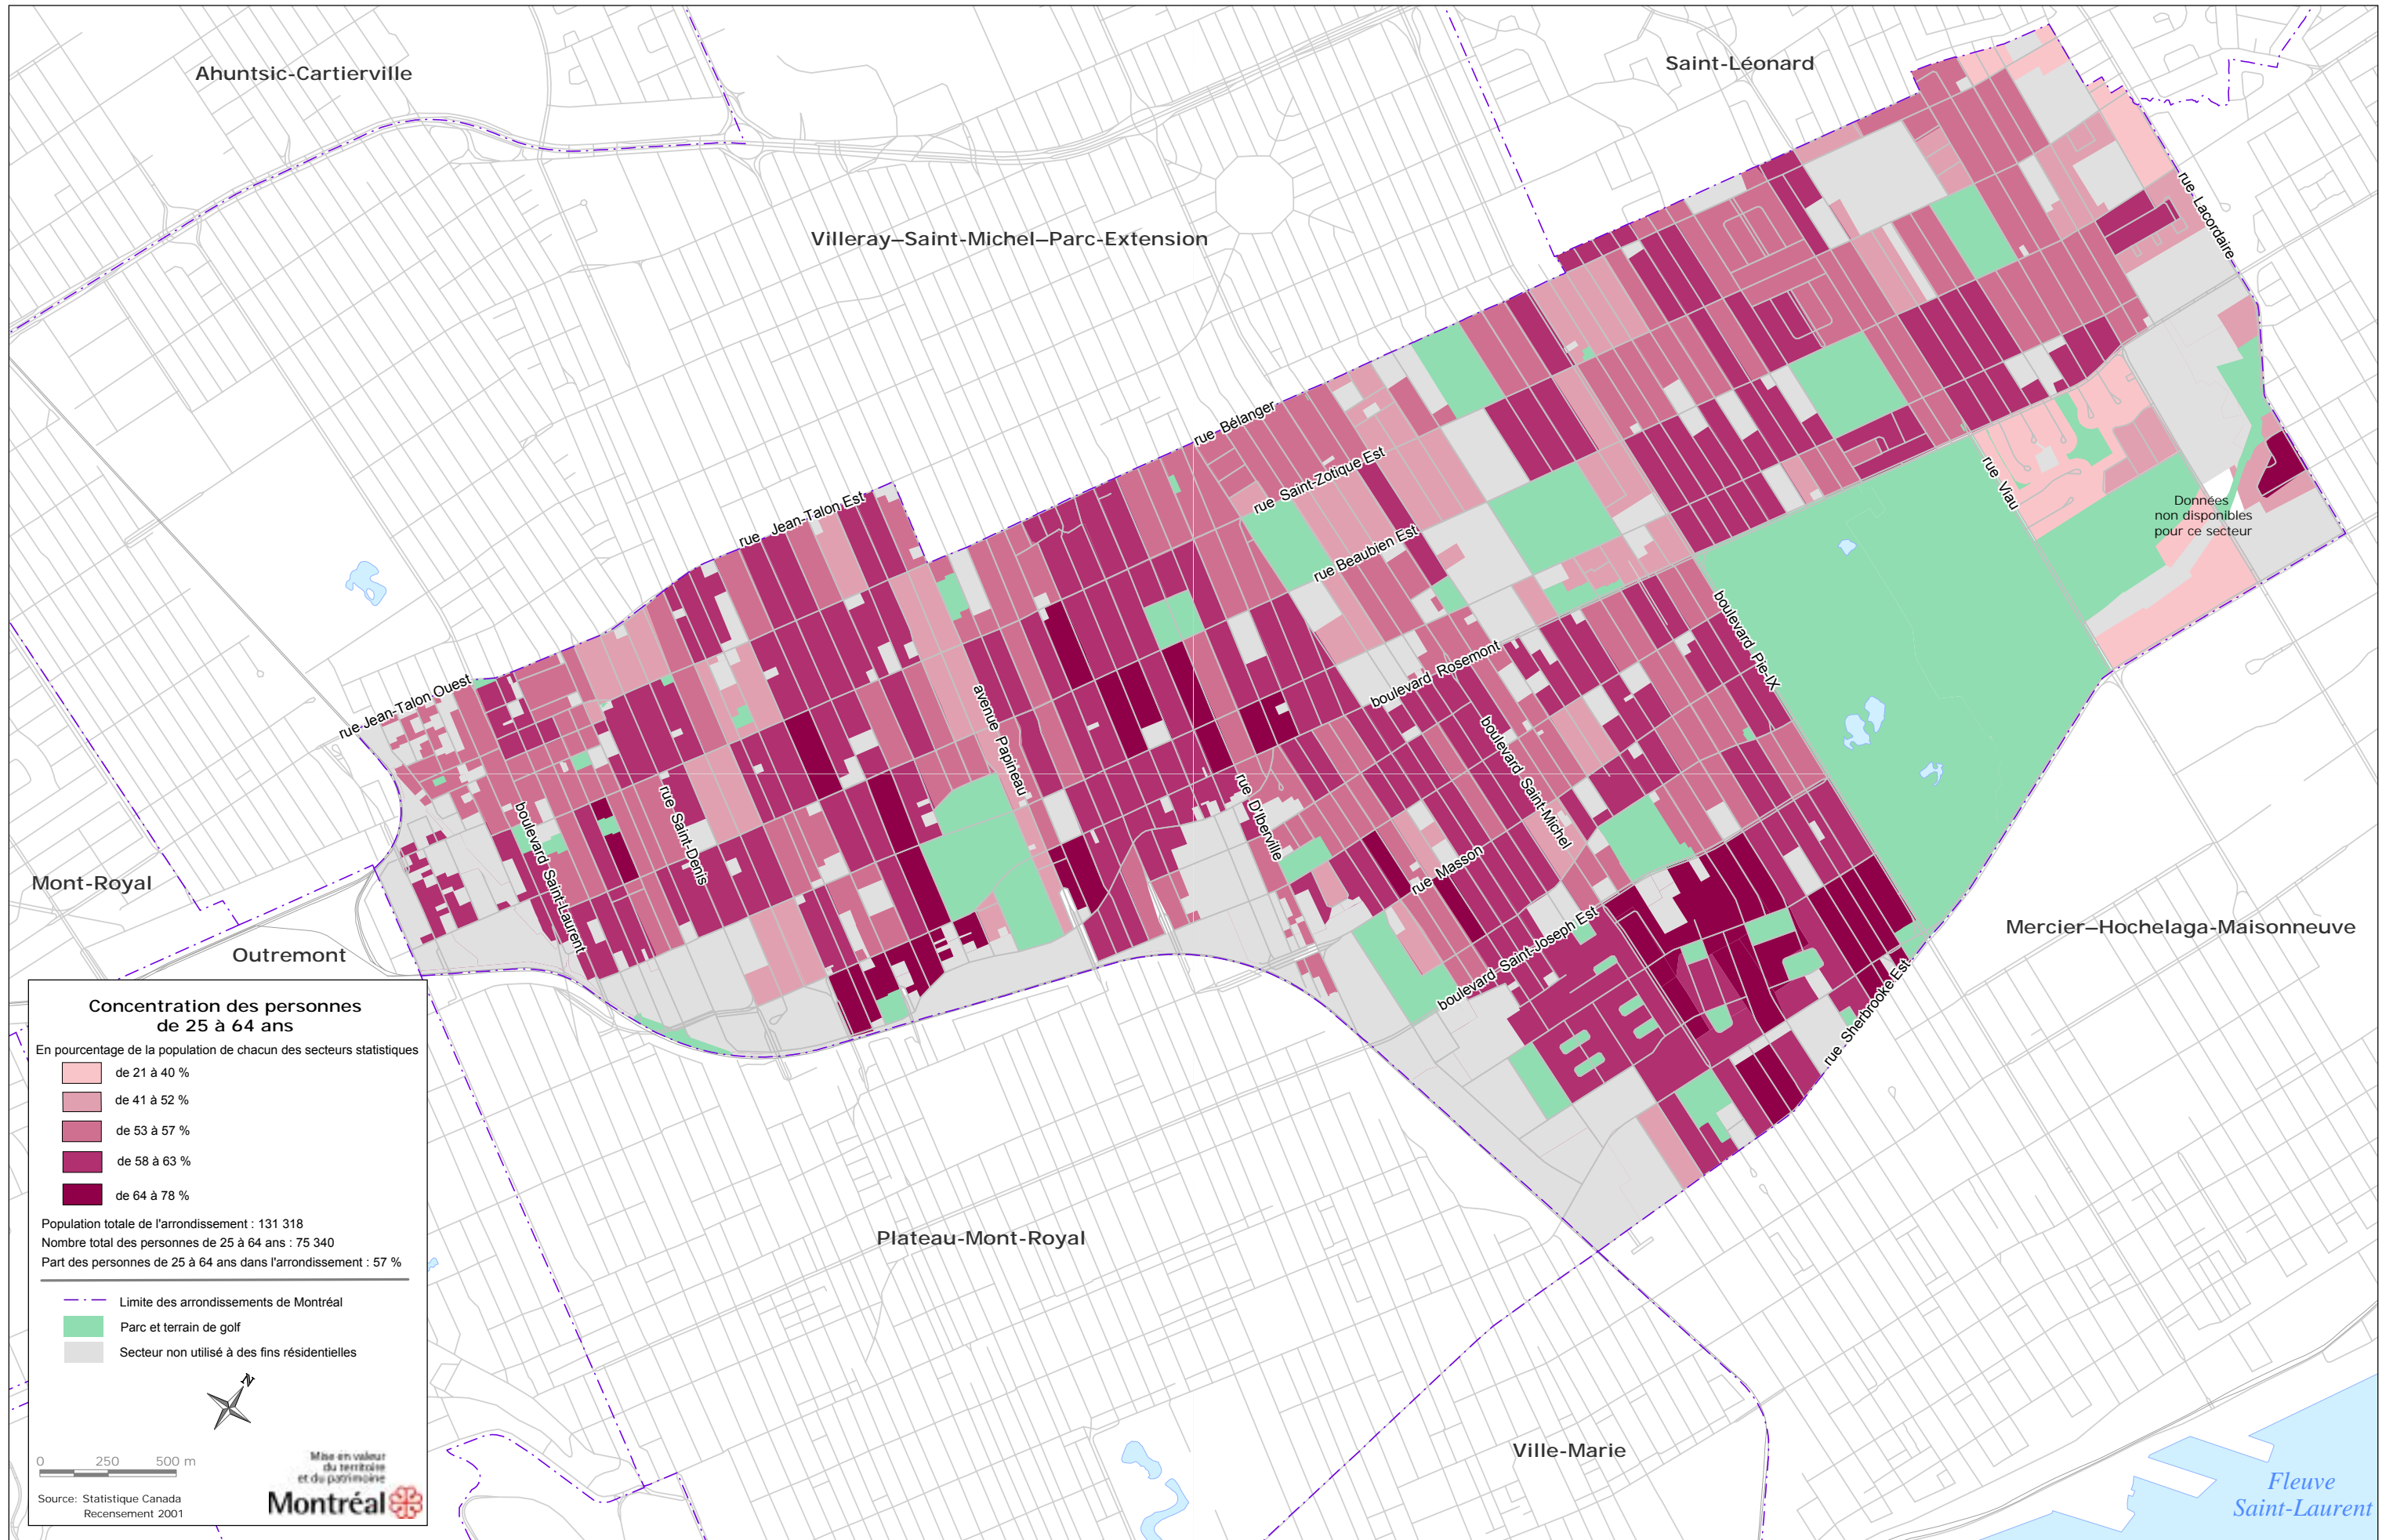 Ahuntsic-Cartierville
Saint-Léonard
Villeray–Saint-Michel–Parc-Extension
rue Lacordaire
rue Bélanger
rue Saint-Zotique Est
rue Viau
rue Jean-Talon Est
Données
non disponibles
pour ce secteur
rue Beaubien Est
boulevard Pie-IX
rue Jean-Talon Ouest
boulevard Rosemont
avenue Papineau
boulevard Saint-Michel
rue D'Iberville
rue Saint-Denis
boulevard Saint-Laurent
rue Masson
Mont-Royal
boulevard Saint-Joseph Est
Mercier–Hochelaga-Maisonneuve
Outremont
rue Sherbrooke Est
Plateau-Mont-Royal
Ville-Marie
Fleuve
Saint-Laurent
Concentration des personnes
de 25 à 64 ans
En pourcentage de la population de chacun des secteurs statistiques
de 21 à 40 %
de 41 à 52 %
de 53 à 57 %
de 58 à 63 %
de 64 à 78 %
Population totale de l'arrondissement : 131 318
Nombre total des personnes de 25 à 64 ans : 75 340
Part des personnes de 25 à 64 ans dans l'arrondissement : 57 %
Limite des arrondissements de Montréal
Parc et terrain de golf
Secteur non utilisé à des fins résidentielles
N
0 250 500 m
Mise en valeur
du territoire
et du patrimoine
Montréal
Source: Statistique Canada
Recensement 2001